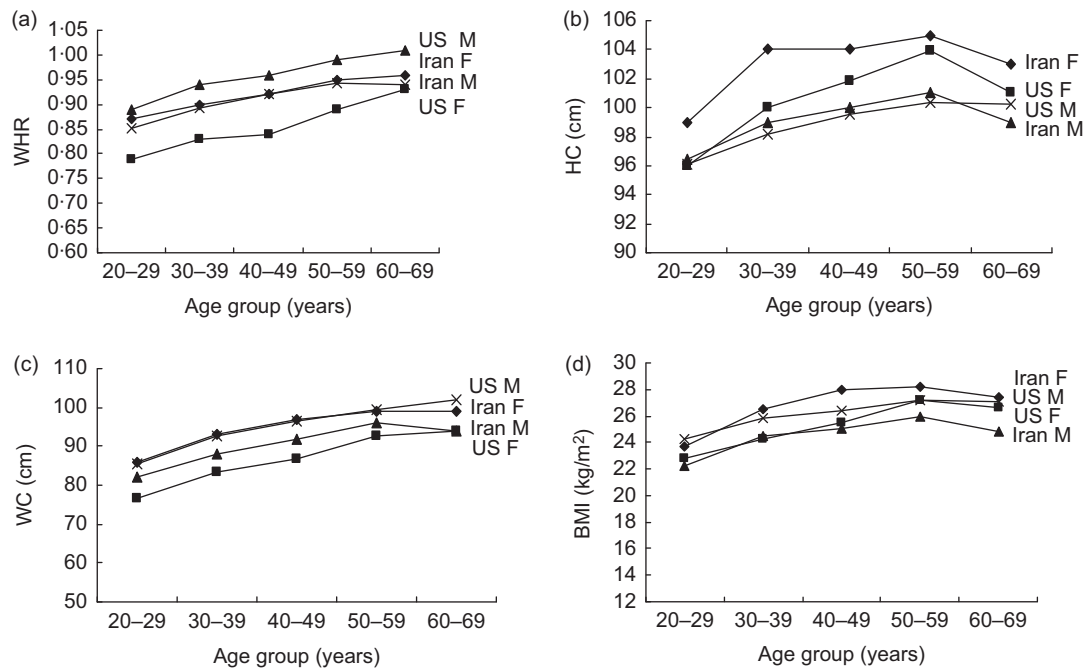 (a)
1·05
1·00
0·95
0·90
0·85
0·80
0·75
0·70
0·65
0·60
WHR
US M
Iran F
Iran M
US F
20–29 30–39 40–49 50–59 60–69
Age group (years)
(b)
106
104
102
100
98
96
94
92
90
HC (cm)
Iran F
US F
US M
Iran M
20–29 30–39 40–49 50–59 60–69
Age group (years)
(c)
110
100
90
80
70
60
50
WC (cm)
US M
Iran F
Iran M
US F
20–29 30–39 40–49 50–59 60–69
Age group (years)
(d)
30
28
26
24
22
20
18
16
14
12
BMI (kg/m²)
Iran F
US M
US F
Iran M
20–29 30–39 40–49 50–59 60–69
Age group (years)